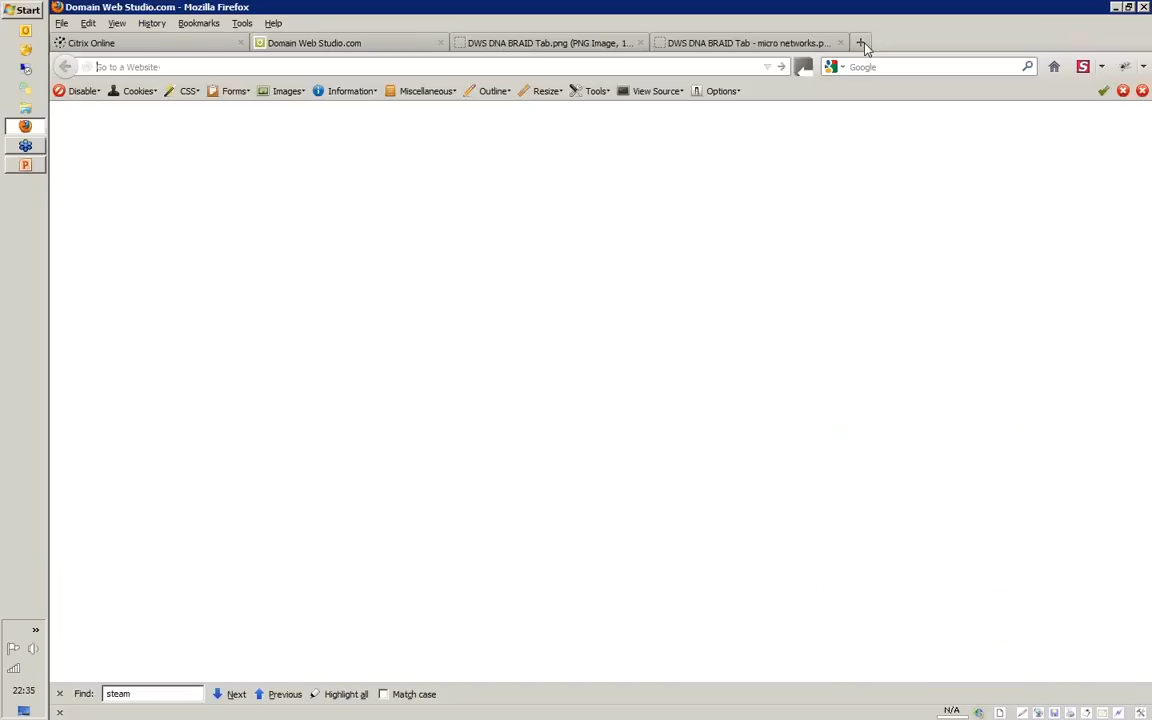 Start
Domain Web Studio.com - Mozilla Firefox
File Edit View History Bookmarks Tools Help
Citrix Online
Domain Web Studio.com
DWS DNA BRAID Tab.png (PNG Image, 1...
DWS DNA BRAID Tab - micro networks.p...
Go to a Website
Google
Disable Cookies CSS Forms Images Information Miscellaneous Outline Resize Tools View Source Options
Find: steam Next Previous Highlight all Match case
22:35
N/A